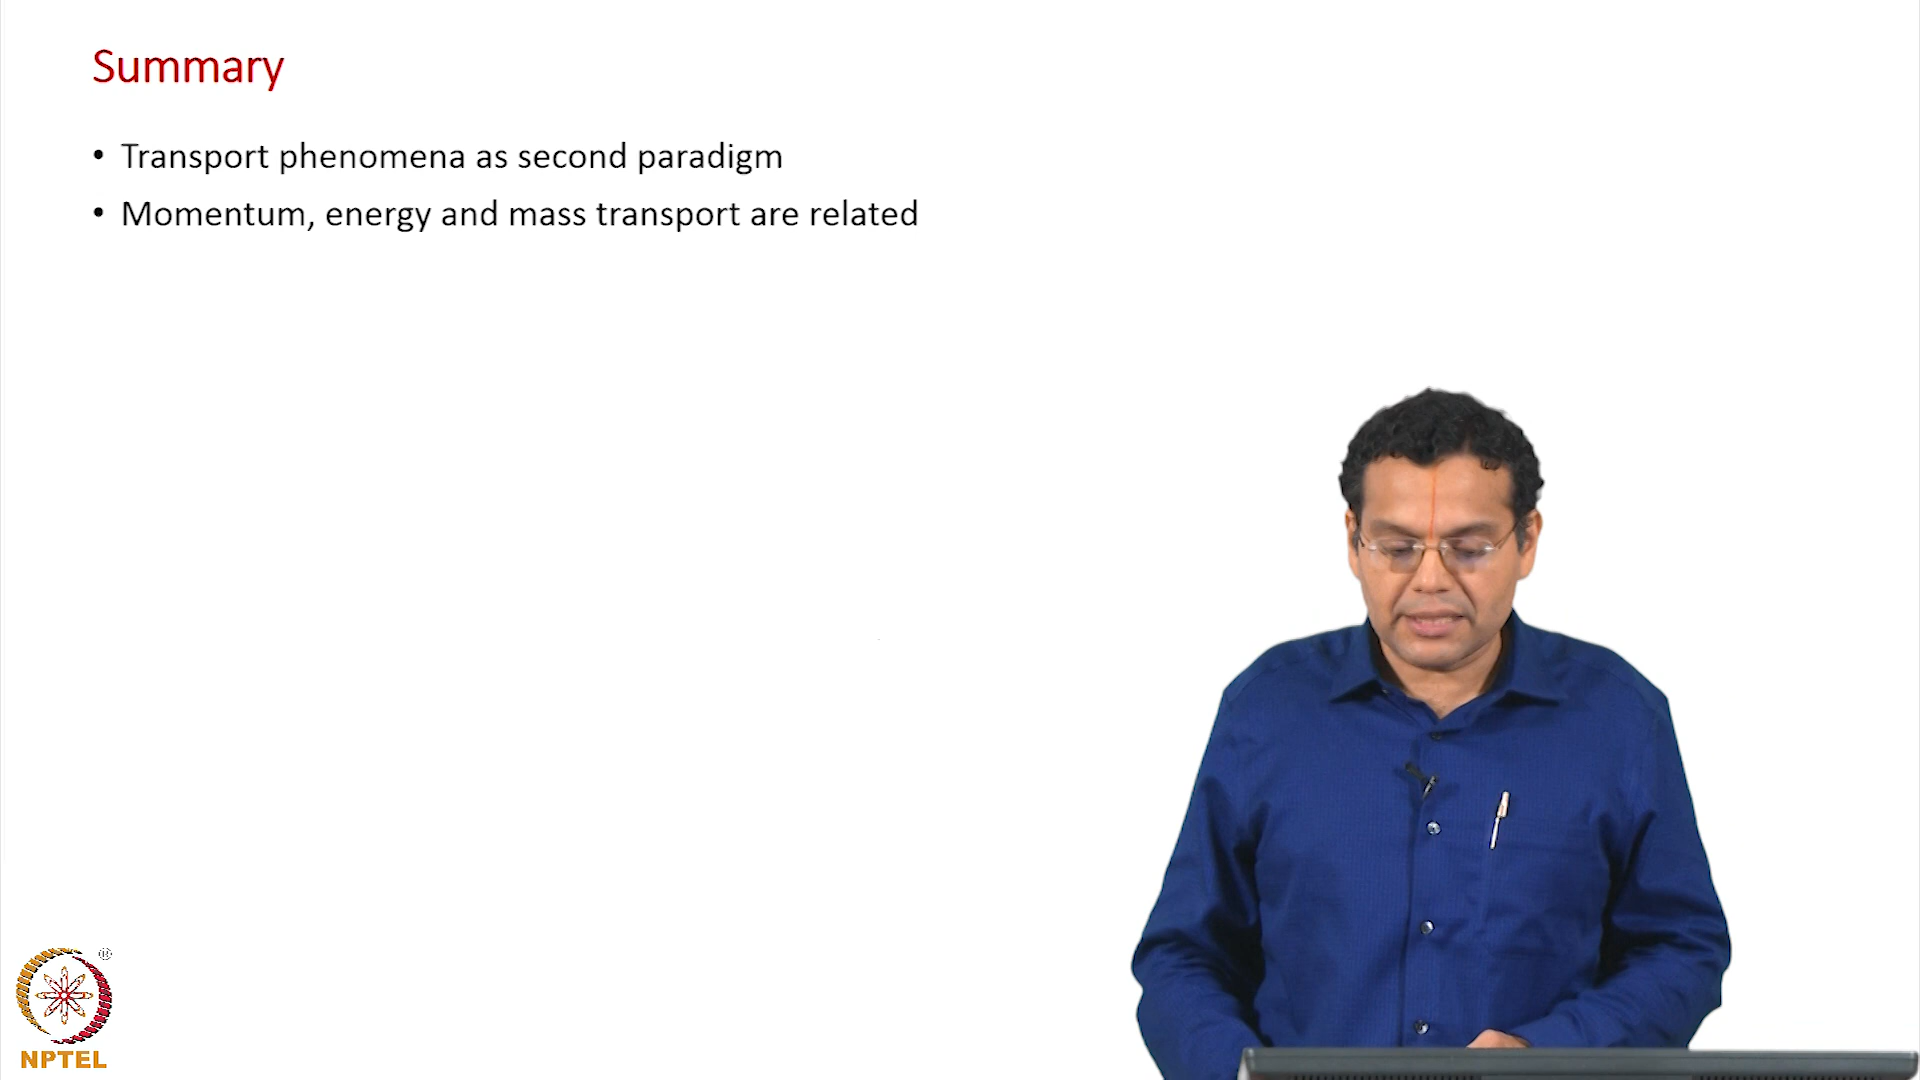 Summary
• Transport phenomena as second paradigm
• Momentum, energy and mass transport are related
®
NPTEL